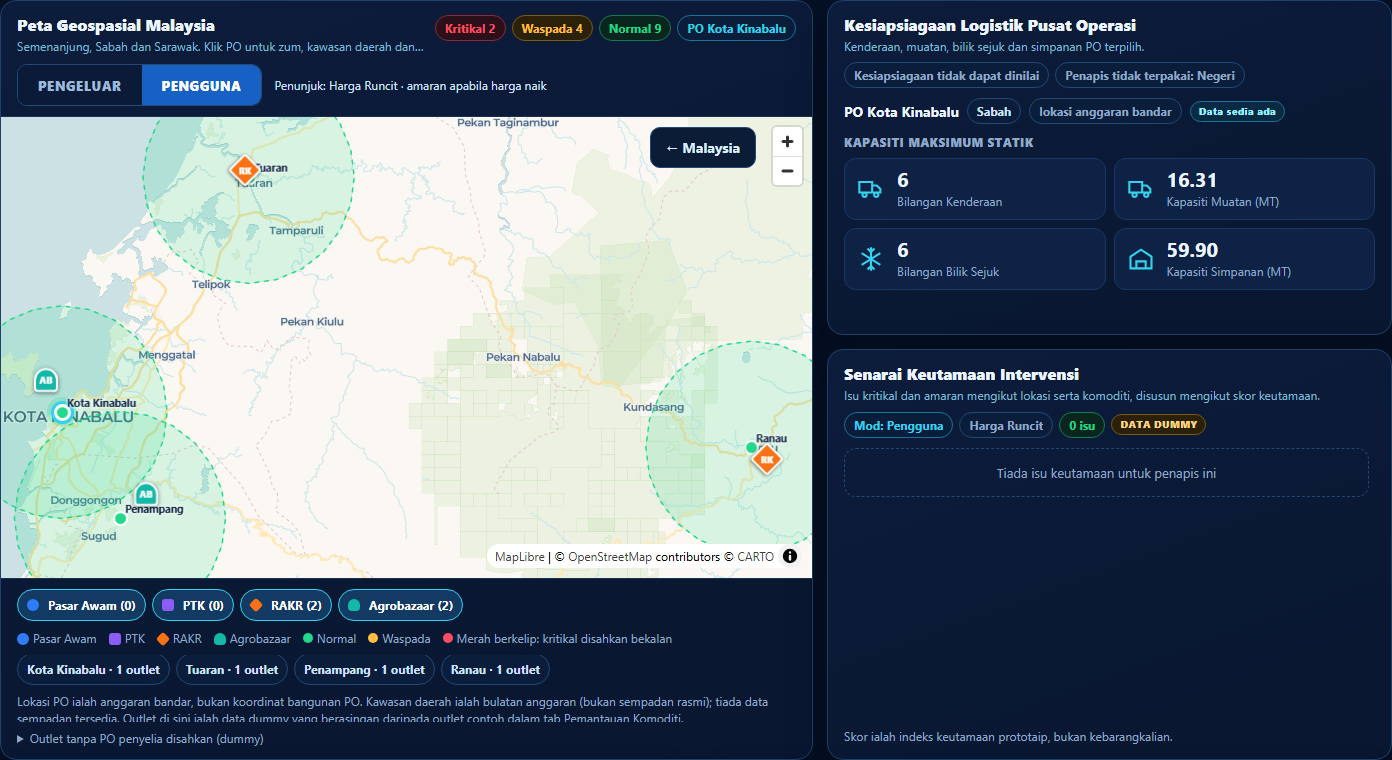 Peta Geospasial Malaysia
Kritikal 2
Waspada 4
Normal 9
PO Kota Kinabalu
Semenanjung, Sabah dan Sarawak. Klik PO untuk zum, kawasan daerah dan...
PENGELUAR
PENGGUNA
Penunjuk: Harga Runcit · amaran apabila harga naik
Pekan Taginambur
← Malaysia
+
−
RK
Tuaran
Tuaran
Tamparuli
Telipok
Pekan Kiulu
Menggatal
Pekan Nabalu
AB
Kota Kinabalu
KOTA KINABALU
Kundasang
Ranau
RK
AB
Donggongon
Penampang
Sugud
MapLibre | © OpenStreetMap contributors © CARTO
Pasar Awam (0)
PTK (0)
RAKR (2)
Agrobazaar (2)
Pasar Awam
PTK
RAKR
Agrobazaar
Normal
Waspada
Merah berkelip: kritikal disahkan bekalan
Kota Kinabalu · 1 outlet
Tuaran · 1 outlet
Penampang · 1 outlet
Ranau · 1 outlet
Lokasi PO ialah anggaran bandar, bukan koordinat bangunan PO. Kawasan daerah ialah bulatan anggaran (bukan sempadan rasmi); tiada data
sempadan tersedia. Outlet di sini ialah data dummy yang berasingan daripada outlet contoh dalam tab Pemantauan Komoditi.
Outlet tanpa PO penyelia disahkan (dummy)
Kesiapsiagaan Logistik Pusat Operasi
Kenderaan, muatan, bilik sejuk dan simpanan PO terpilih.
Kesiapsiagaan tidak dapat dinilai
Penapis tidak terpakai: Negeri
PO Kota Kinabalu
Sabah
lokasi anggaran bandar
Data sedia ada
KAPASITI MAKSIMUM STATIK
6
Bilangan Kenderaan
16.31
Kapasiti Muatan (MT)
6
Bilangan Bilik Sejuk
59.90
Kapasiti Simpanan (MT)
Senarai Keutamaan Intervensi
Isu kritikal dan amaran mengikut lokasi serta komoditi, disusun mengikut skor keutamaan.
Mod: Pengguna
Harga Runcit
0 isu
DATA DUMMY
Tiada isu keutamaan untuk penapis ini
Skor ialah indeks keutamaan prototaip, bukan kebarangkalian.